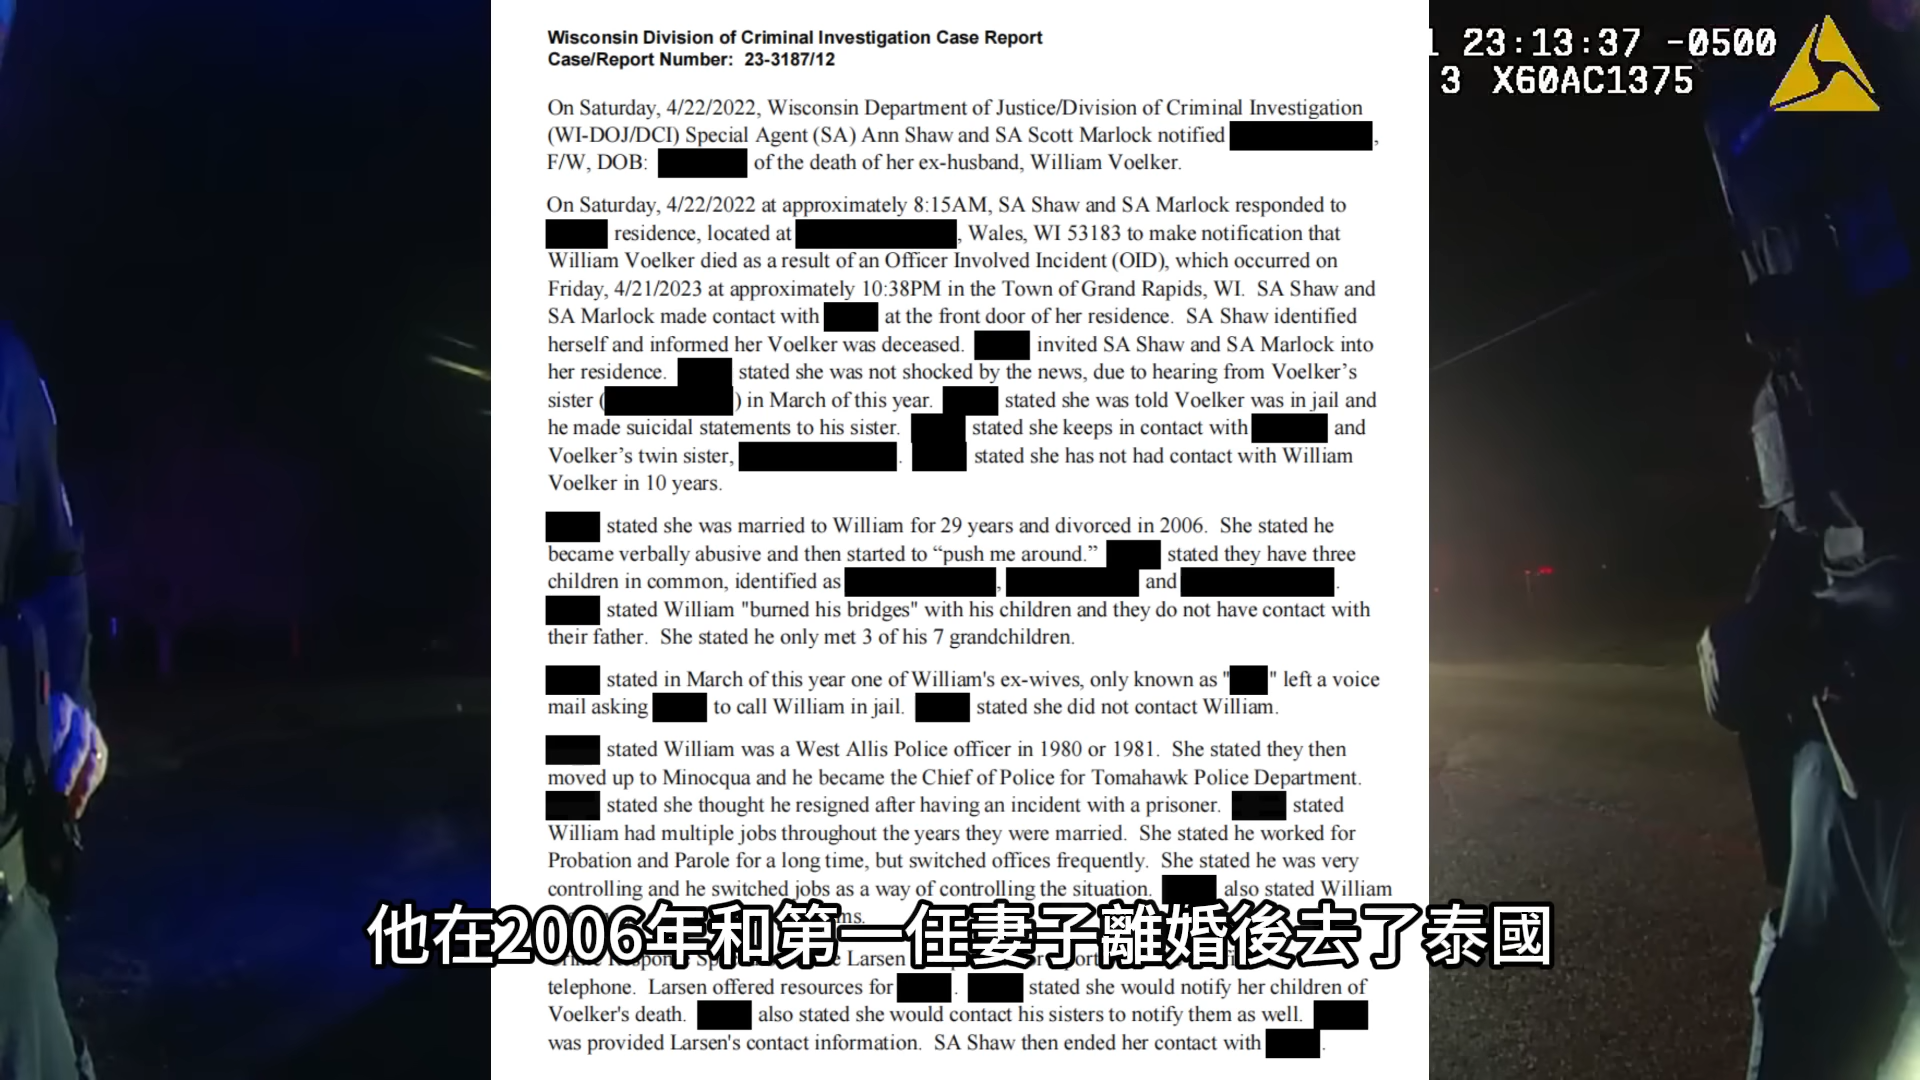 Wisconsin Division of Criminal Investigation Case Report
Case/Report Number: 23-3187/12
On Saturday, 4/22/2022, Wisconsin Department of Justice/Division of Criminal Investigation
(WI-DOJ/DCI) Special Agent (SA) Ann Shaw and SA Scott Marlock notified ,
F/W, DOB: of the death of her ex-husband, William Voelker.
On Saturday, 4/22/2022 at approximately 8:15AM, SA Shaw and SA Marlock responded to
residence, located at , Wales, WI 53183 to make notification that
William Voelker died as a result of an Officer Involved Incident (OID), which occurred on
Friday, 4/21/2023 at approximately 10:38PM in the Town of Grand Rapids, WI. SA Shaw and
SA Marlock made contact with at the front door of her residence. SA Shaw identified
herself and informed her Voelker was deceased. invited SA Shaw and SA Marlock into
her residence. stated she was not shocked by the news, due to hearing from Voelker’s
sister ( ) in March of this year. stated she was told Voelker was in jail and
he made suicidal statements to his sister. stated she keeps in contact with and
Voelker’s twin sister, . stated she has not had contact with William
Voelker in 10 years.
stated she was married to William for 29 years and divorced in 2006. She stated he
became verbally abusive and then started to “push me around.” stated they have three
children in common, identified as , and .
stated William "burned his bridges" with his children and they do not have contact with
their father. She stated he only met 3 of his 7 grandchildren.
stated in March of this year one of William's ex-wives, only known as " " left a voice
mail asking to call William in jail. stated she did not contact William.
stated William was a West Allis Police officer in 1980 or 1981. She stated they then
moved up to Minocqua and he became the Chief of Police for Tomahawk Police Department.
stated she thought he resigned after having an incident with a prisoner. stated
William had multiple jobs throughout the years they were married. She stated he worked for
Probation and Parole for a long time, but switched offices frequently. She stated he was very
controlling and he switched jobs as a way of controlling the situation. also stated William
他在2006年和第一任妻子離婚後去了泰國
Larsen
telephone. Larsen offered resources for . stated she would notify her children of
Voelker's death. also stated she would contact his sisters to notify them as well.
was provided Larsen's contact information. SA Shaw then ended her contact with .
23:13:37 -0500
3 X60AC1375